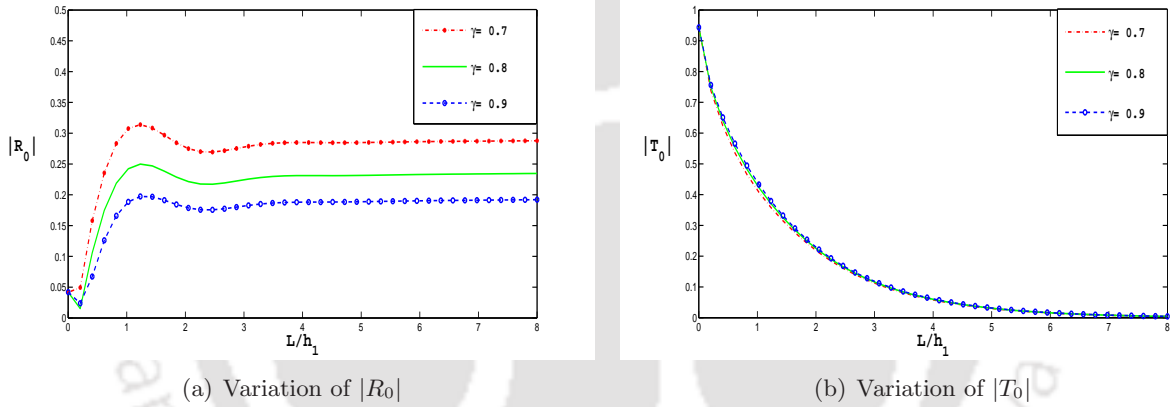 0.5
0.45
0.4
0.35
0.3
0.25
0.2
0.15
0.1
0.05
0
|R0|
0 1 2 3 4 5 6 7 8
L/h1
γ= 0.7
γ= 0.8
γ= 0.9
(a) Variation of |R0|
1
0.9
0.8
0.7
0.6
0.5
0.4
0.3
0.2
0.1
0
|T0|
0 1 2 3 4 5 6 7 8
L/h1
γ= 0.7
γ= 0.8
γ= 0.9
(b) Variation of |T0|